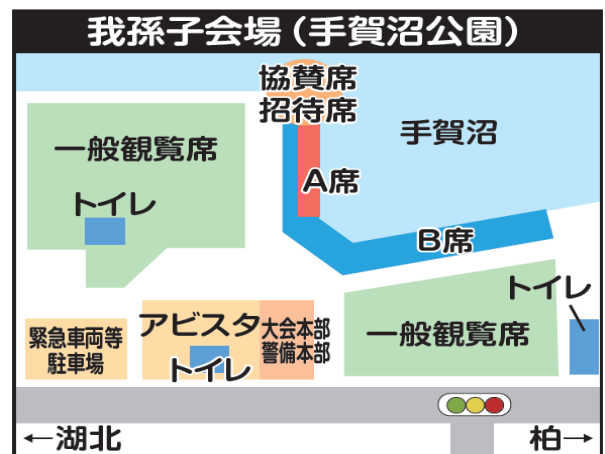 我孫子会場(手賀沼公園)
協賛席
招待席
手賀沼
一般観覧席
トイレ
A席
B席
トイレ
緊急車両等
駐車場
アビスタ
トイレ
大会本部
警備本部
一般観覧席
←湖北
柏→